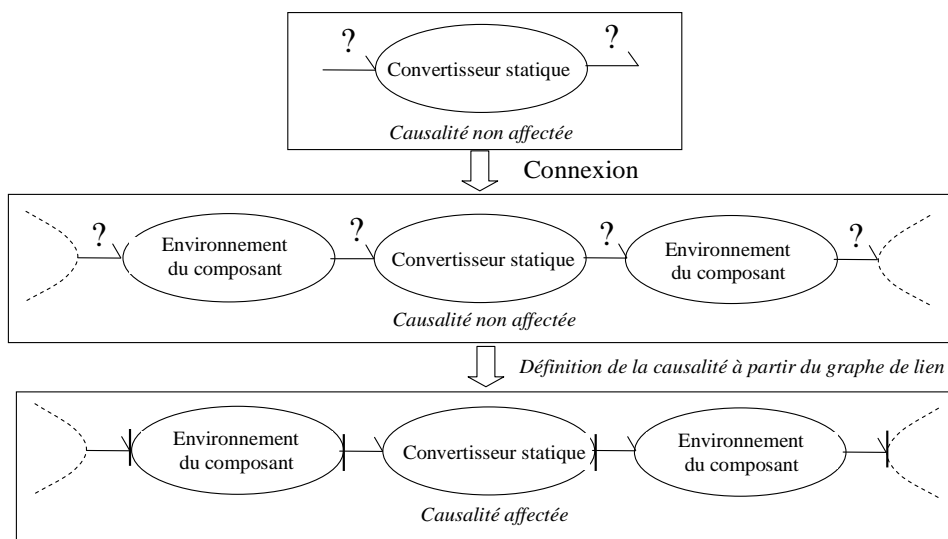 ? ?
Convertisseur statique
Causalité non affectée
Connexion
? ? ? ?
Environnement du composant
Convertisseur statique
Environnement du composant
Causalité non affectée
Définition de la causalité à partir du graphe de lien
Environnement du composant
Convertisseur statique
Environnement du composant
Causalité affectée